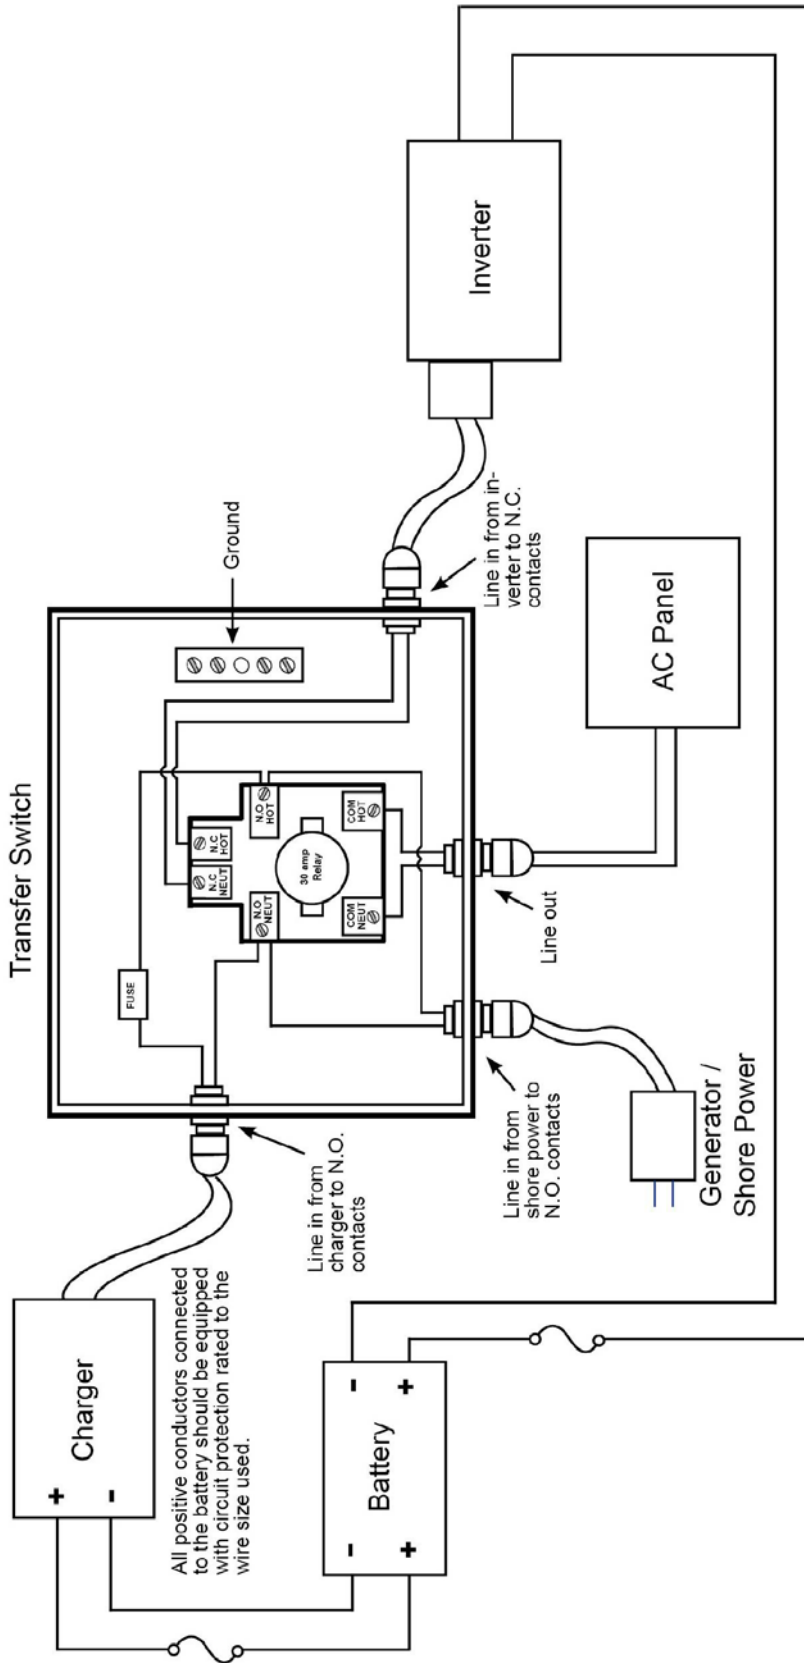 Transfer Switch
Charger
+
-
All positive conductors connected
to the battery should be equipped
with circuit protection rated to the
wire size used.
Battery
-
+
-
+
Line in from
charger to N.O.
contacts
FUSE
N.C
NEUT
N.C
HOT
N.O
NEUT
N.O
HOT
30 amp
Relay
COM
NEUT
COM
HOT
Ground
Line in from
shore power to
N.O. contacts
Generator /
Shore Power
Line out
AC Panel
Line in from in-
verter to N.C.
contacts
Inverter